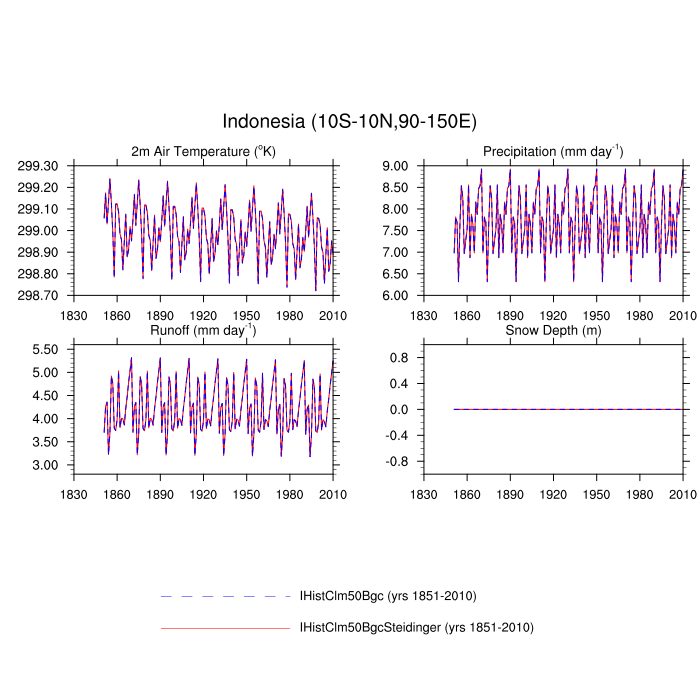 Indonesia (10S-10N,90-150E)
2m Air Temperature (°K)
299.30
299.20
299.10
299.00
298.90
298.80
298.70
1830 1860 1890 1920 1950 1980 2010
Precipitation (mm day⁻¹)
9.00
8.50
8.00
7.50
7.00
6.50
6.00
1830 1860 1890 1920 1950 1980 2010
Runoff (mm day⁻¹)
5.50
5.00
4.50
4.00
3.50
3.00
1830 1860 1890 1920 1950 1980 2010
Snow Depth (m)
0.8
0.4
0.0
-0.4
-0.8
1830 1860 1890 1920 1950 1980 2010
IHistClm50Bgc (yrs 1851-2010)
IHistClm50BgcSteidinger (yrs 1851-2010)